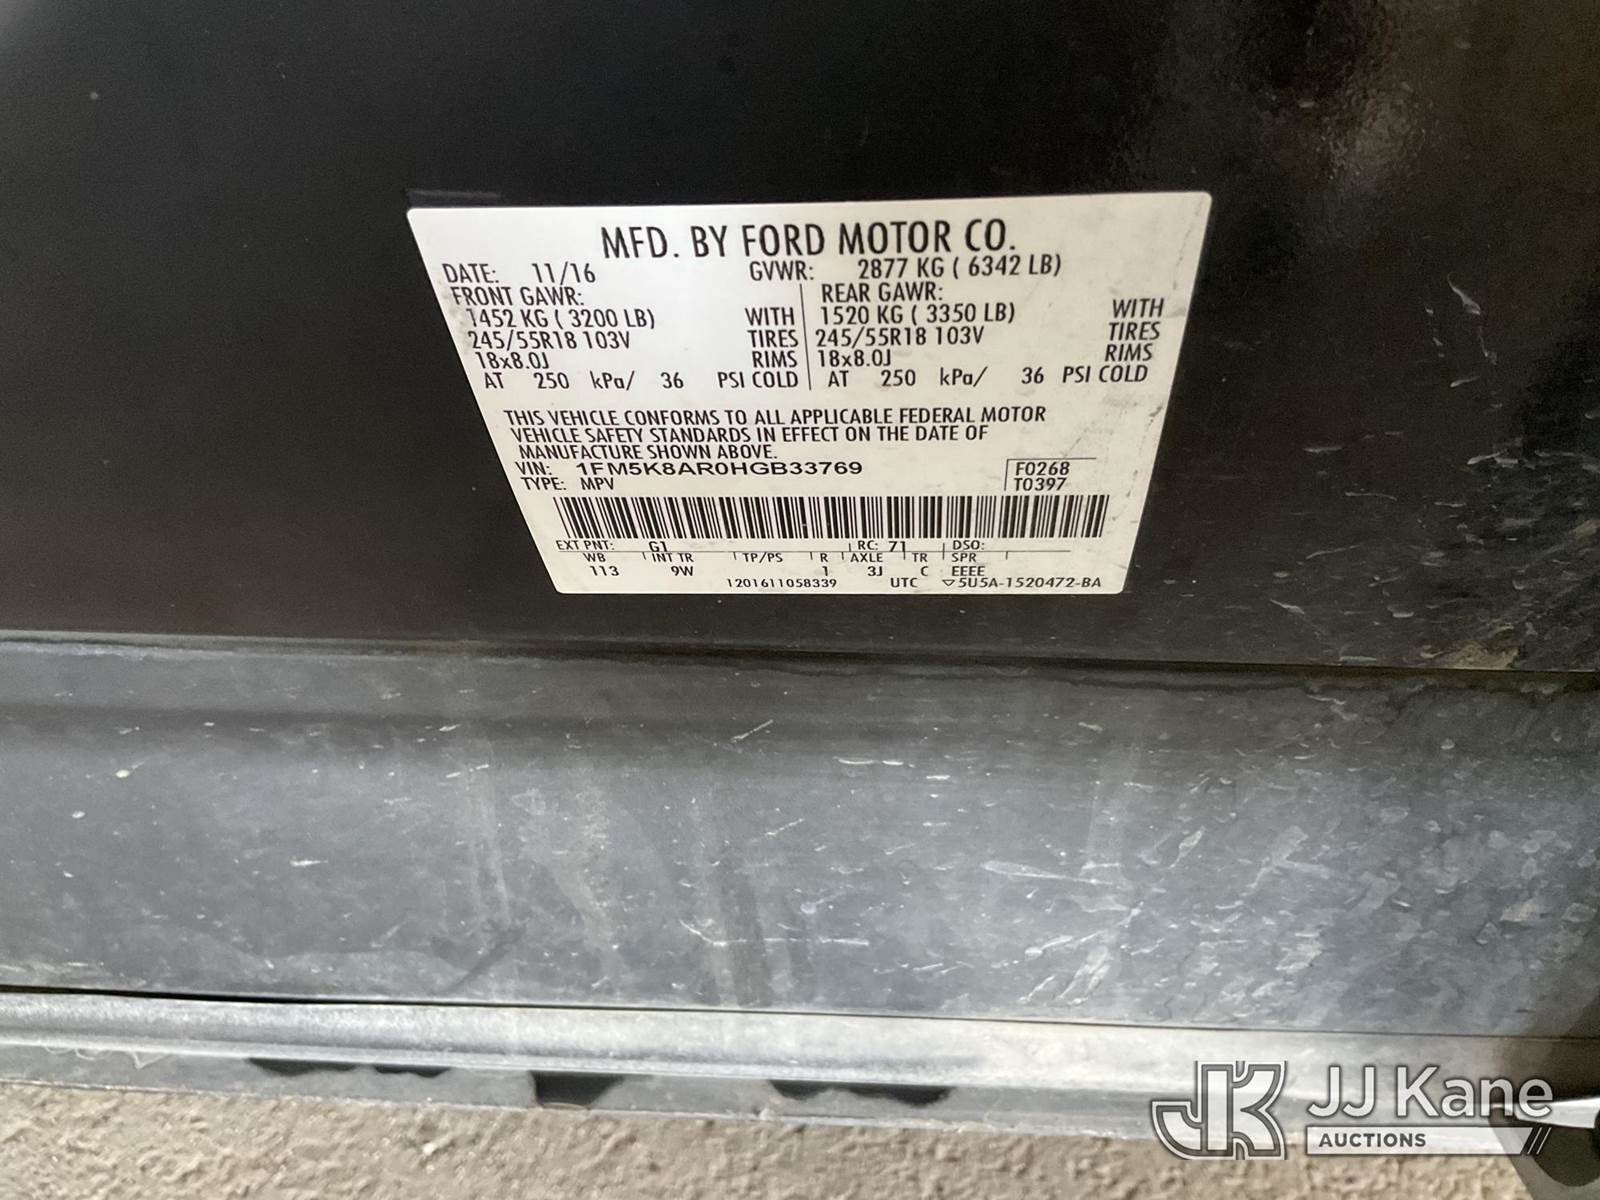 MFD. BY FORD MOTOR CO.
DATE: 11/16 GVWR: 2877 KG ( 6342 LB)
FRONT GAWR: REAR GAWR:
1452 KG ( 3200 LB) WITH 1520 KG ( 3350 LB) WITH
245/55R18 103V TIRES 245/55R18 103V TIRES
18x8.0J RIMS 18x8.0J RIMS
AT 250 kPa/ 36 PSI COLD AT 250 kPa/ 36 PSI COLD
THIS VEHICLE CONFORMS TO ALL APPLICABLE FEDERAL MOTOR
VEHICLE SAFETY STANDARDS IN EFFECT ON THE DATE OF
MANUFACTURE SHOWN ABOVE.
VIN: 1FM5K8AR0HGB33769 F0268
TYPE: MPV T0397
EXT PNT: G1 RC: 71 DSO:
WB INT TR TP/PS R AXLE TR SPR
113 9W 1 3J C EEEE
1201611058339 UTC ▽5U5A-1520472-BA
JK JJ Kane
AUCTIONS